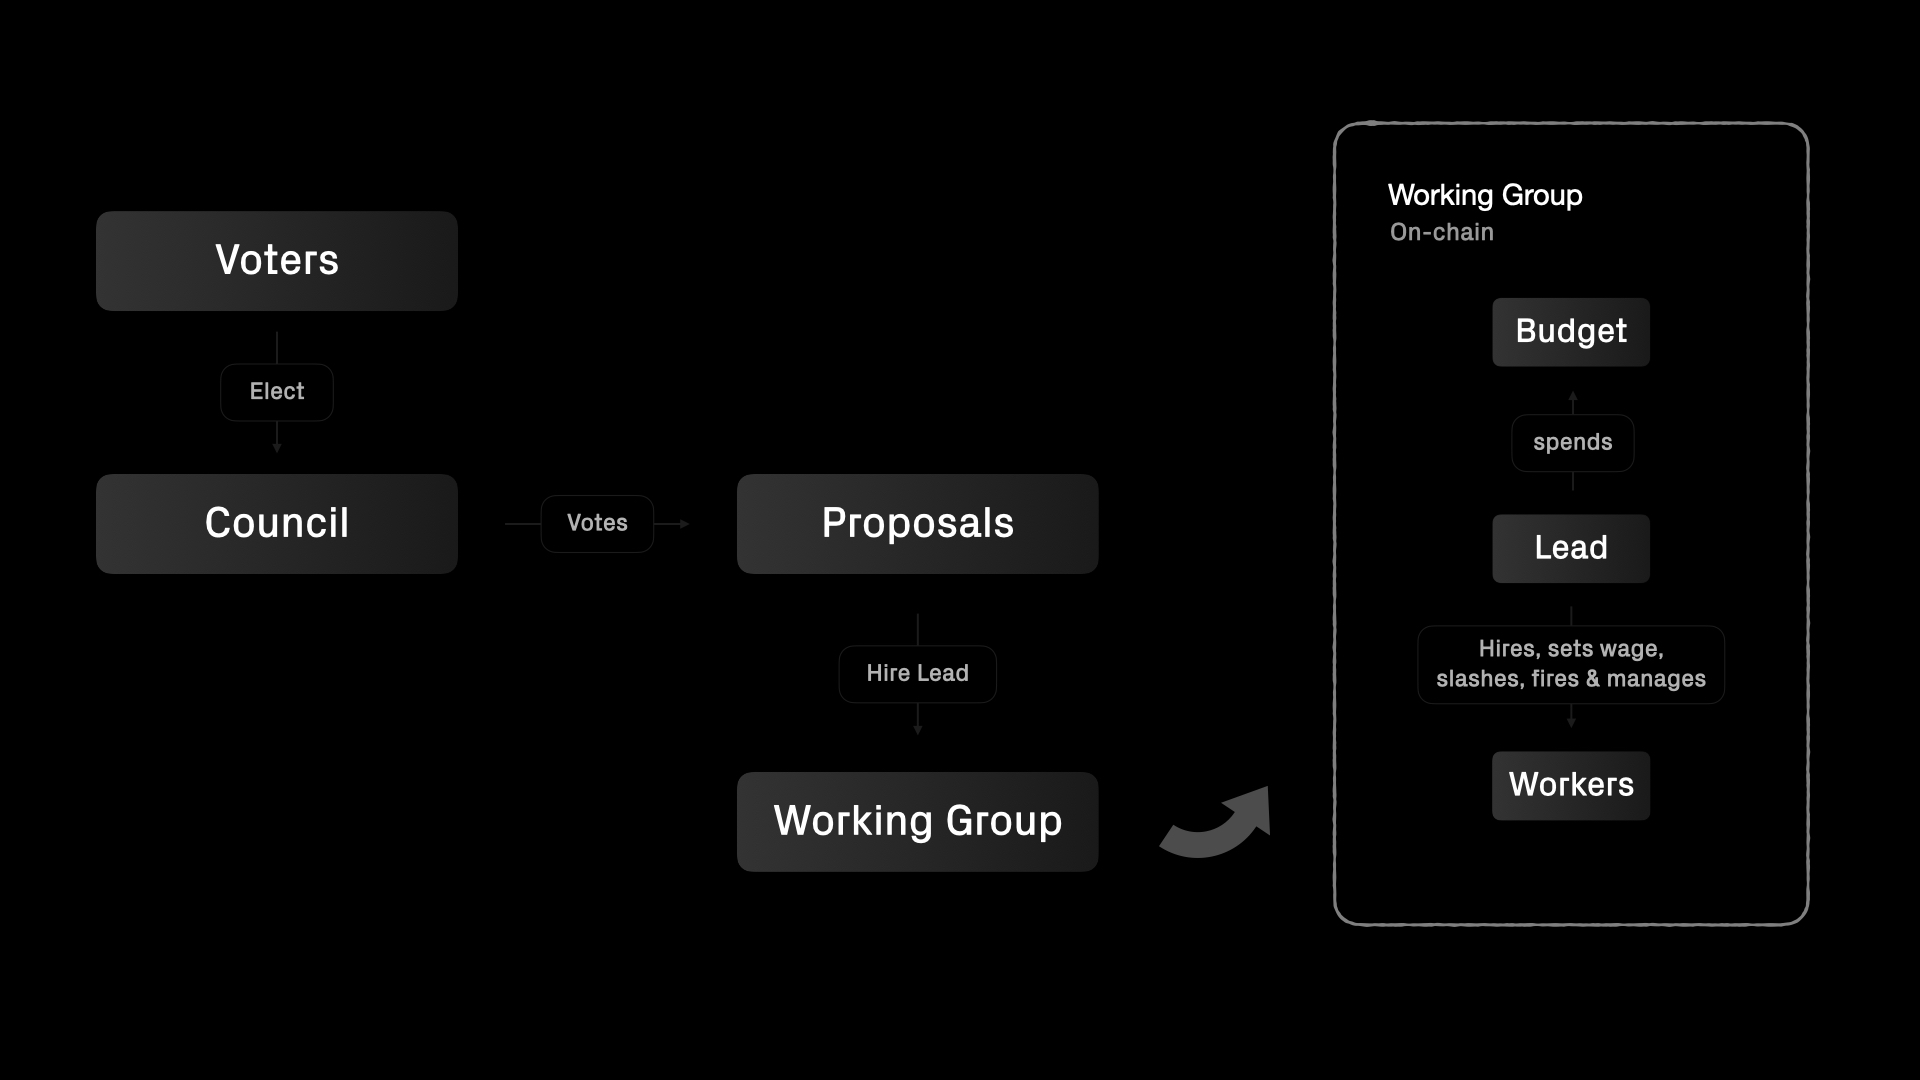 Voters
Elect
Council
Votes
Proposals
Hire Lead
Working Group
Working Group
On-chain
Budget
spends
Lead
Hires, sets wage,
slashes, fires & manages
Workers